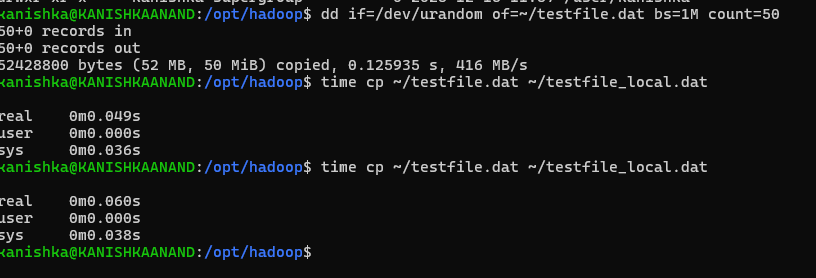 kanishka@KANISHKAANAND:/opt/hadoop$ dd if=/dev/urandom of=~/testfile.dat bs=1M count=50
50+0 records in
50+0 records out
52428800 bytes (52 MB, 50 MiB) copied, 0.125935 s, 416 MB/s
kanishka@KANISHKAANAND:/opt/hadoop$ time cp ~/testfile.dat ~/testfile_local.dat
real 0m0.049s
user 0m0.000s
sys 0m0.036s
kanishka@KANISHKAANAND:/opt/hadoop$ time cp ~/testfile.dat ~/testfile_local.dat
real 0m0.060s
user 0m0.000s
sys 0m0.038s
kanishka@KANISHKAANAND:/opt/hadoop$